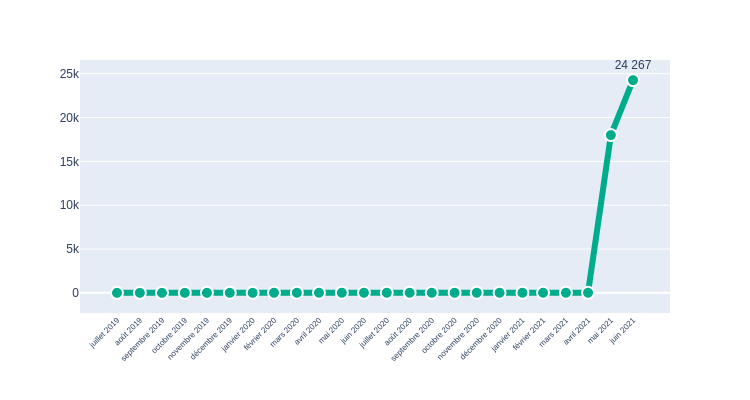 24 267
25k
20k
15k
10k
5k
0
juillet 2019
août 2019
septembre 2019
octobre 2019
novembre 2019
décembre 2019
janvier 2020
février 2020
mars 2020
avril 2020
mai 2020
juin 2020
juillet 2020
août 2020
septembre 2020
octobre 2020
novembre 2020
décembre 2020
janvier 2021
février 2021
mars 2021
avril 2021
mai 2021
juin 2021